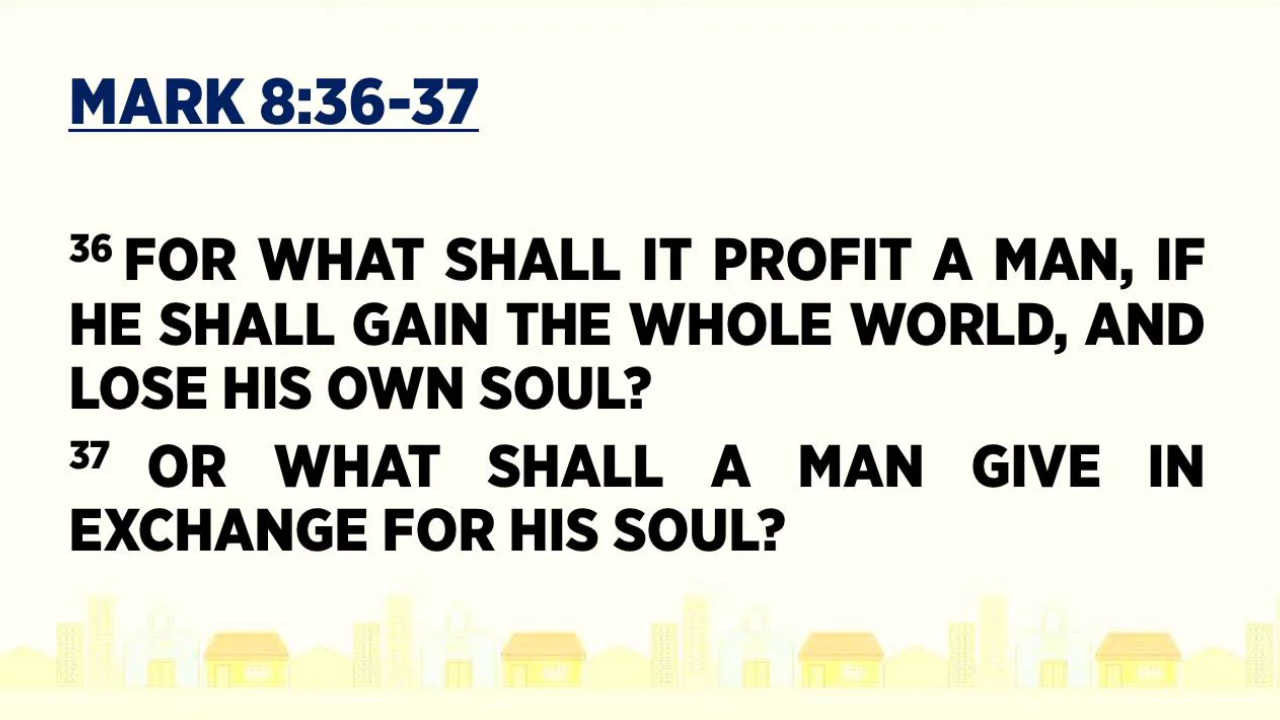 MARK 8:36-37
36 FOR WHAT SHALL IT PROFIT A MAN, IF
HE SHALL GAIN THE WHOLE WORLD, AND
LOSE HIS OWN SOUL?
37 OR WHAT SHALL A MAN GIVE IN
EXCHANGE FOR HIS SOUL?